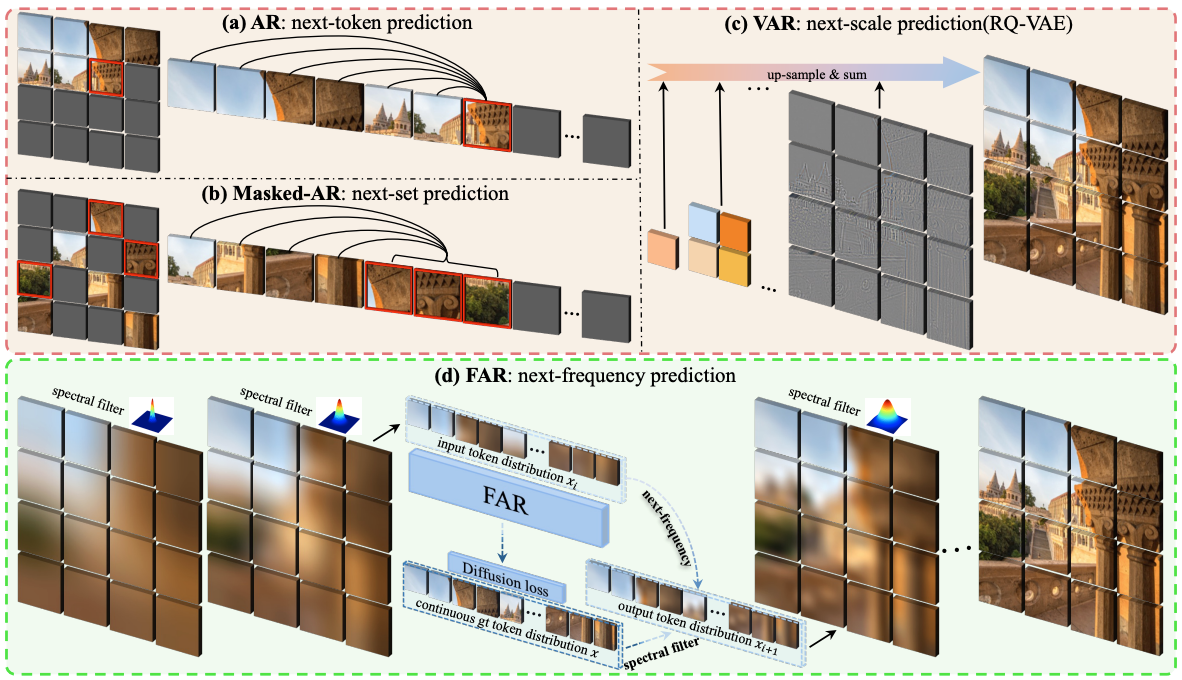 (a) AR: next-token prediction
...
(b) Masked-AR: next-set prediction
...
(c) VAR: next-scale prediction(RQ-VAE)
up-sample & sum
...
...
(d) FAR: next-frequency prediction
spectral filter
spectral filter
...
input token distribution xᵢ
FAR
next-frequency
Diffusion loss
...
continuous gt token distribution x
spectral filter
...
output token distribution xᵢ₊₁
spectral filter
...